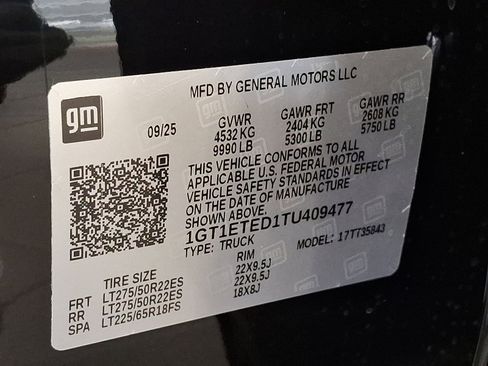 MFD BY GENERAL MOTORS LLC
gm
09/25
GVWR GAWR FRT GAWR RR
4532 KG 2404 KG 2608 KG
9990 LB 5300 LB 5750 LB
THIS VEHICLE CONFORMS TO ALL
APPLICABLE U.S. FEDERAL MOTOR
VEHICLE SAFETY STANDARDS IN EFFECT
ON THE DATE OF MANUFACTURE
SHOWN ABOVE.
1GT1ETED1TU409477
TYPE: TRUCK MODEL: 17TT35843
TIRE SIZE RIM
FRT LT275/50R22ES 22X9.5J
RR LT275/50R22ES 22X9.5J
SPA LT225/65R18FS 18X8J